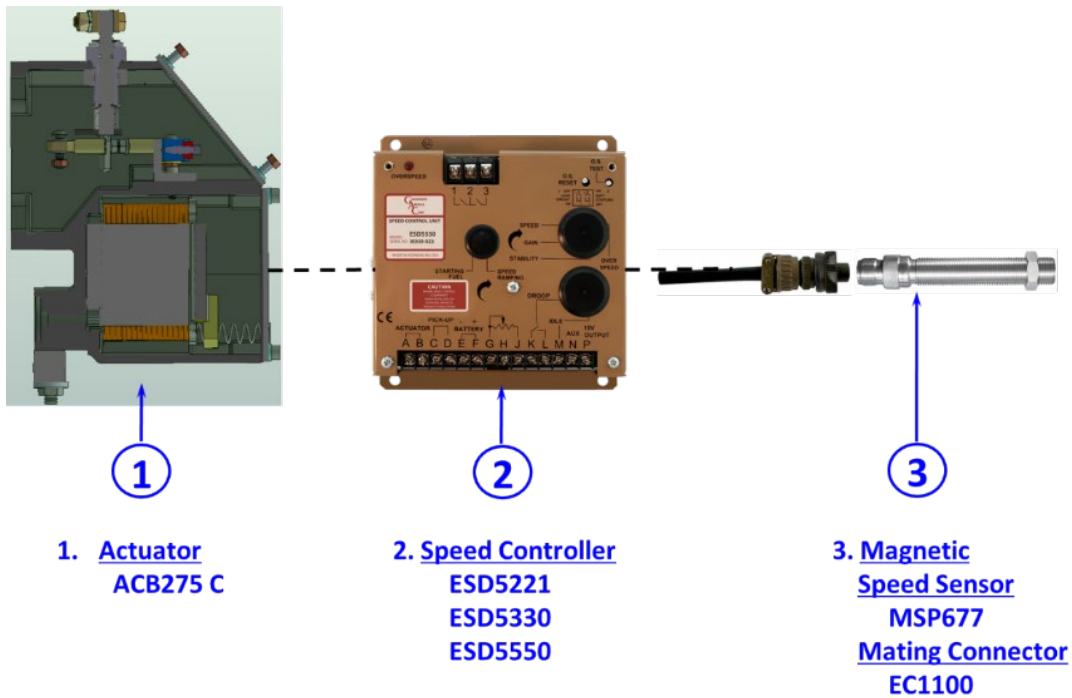 OVERSPEED
1 2 3
O.S. TEST
O.S. RESET
SPEED CONTROL UNIT
SPEED
GAIN
STABILITY
OVER SPEED
STARTING FUEL
SPEED RAMPING
CAUTION
DROOP
IDLE
CE
PICK-UP
- +
ACTUATOR
BATTERY
AUX
10V OUTPUT
A B C D E F G H J K L M N P
1
2
3
1. Actuator
ACB275 C
2. Speed Controller
ESD5221
ESD5330
ESD5550
3. Magnetic
Speed Sensor
MSP677
Mating Connector
EC1100